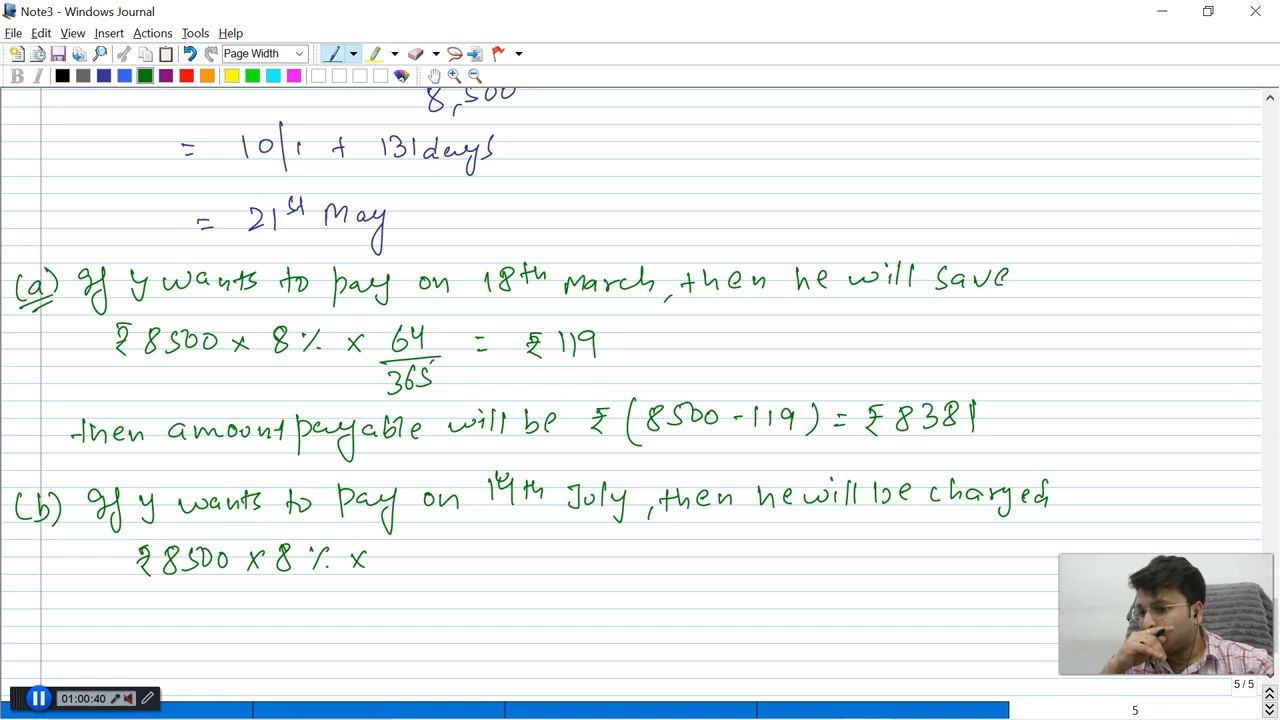 Note3 - Windows Journal
File Edit View Insert Actions Tools Help
Page Width
B I
8,500
= 10/1 + 131 days
= 21st May
(a) If y wants to pay on 18th March, then he will save
₹ 8500 × 8 % × 64/365 = ₹ 119
then amount payable will be ₹ (8500 - 119) = ₹ 8381
(b) If y wants to pay on 14th July, then he will be charged
₹ 8500 × 8 % ×
5 / 5
01:00:40
5